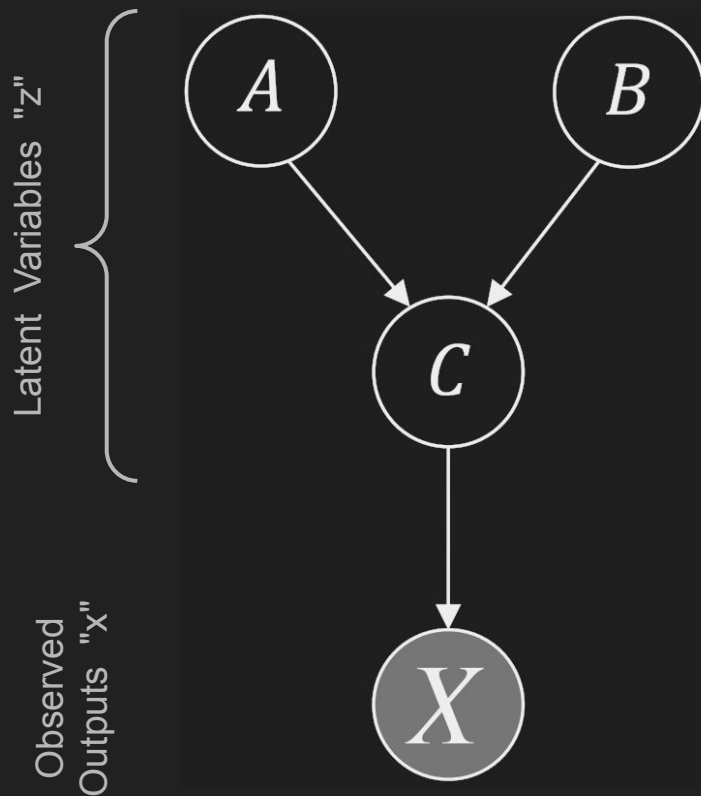 Latent Variables "z"
A
B
C
Observed
Outputs "x"
X